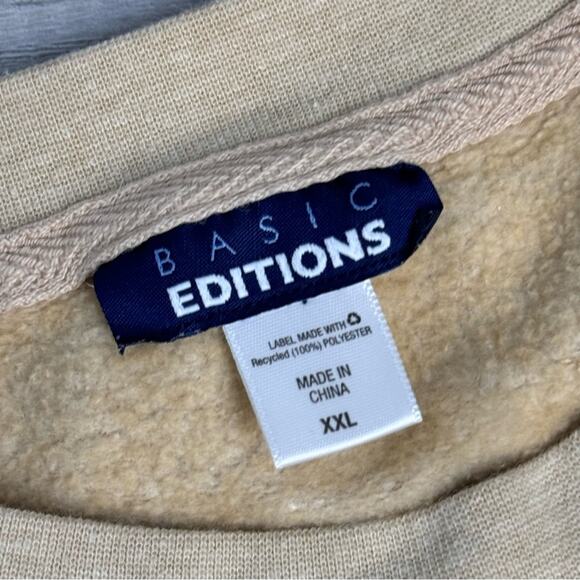 BASIC
EDITIONS
LABEL MADE WITH
Recycled (100%) POLYESTER
MADE IN
CHINA
XXL